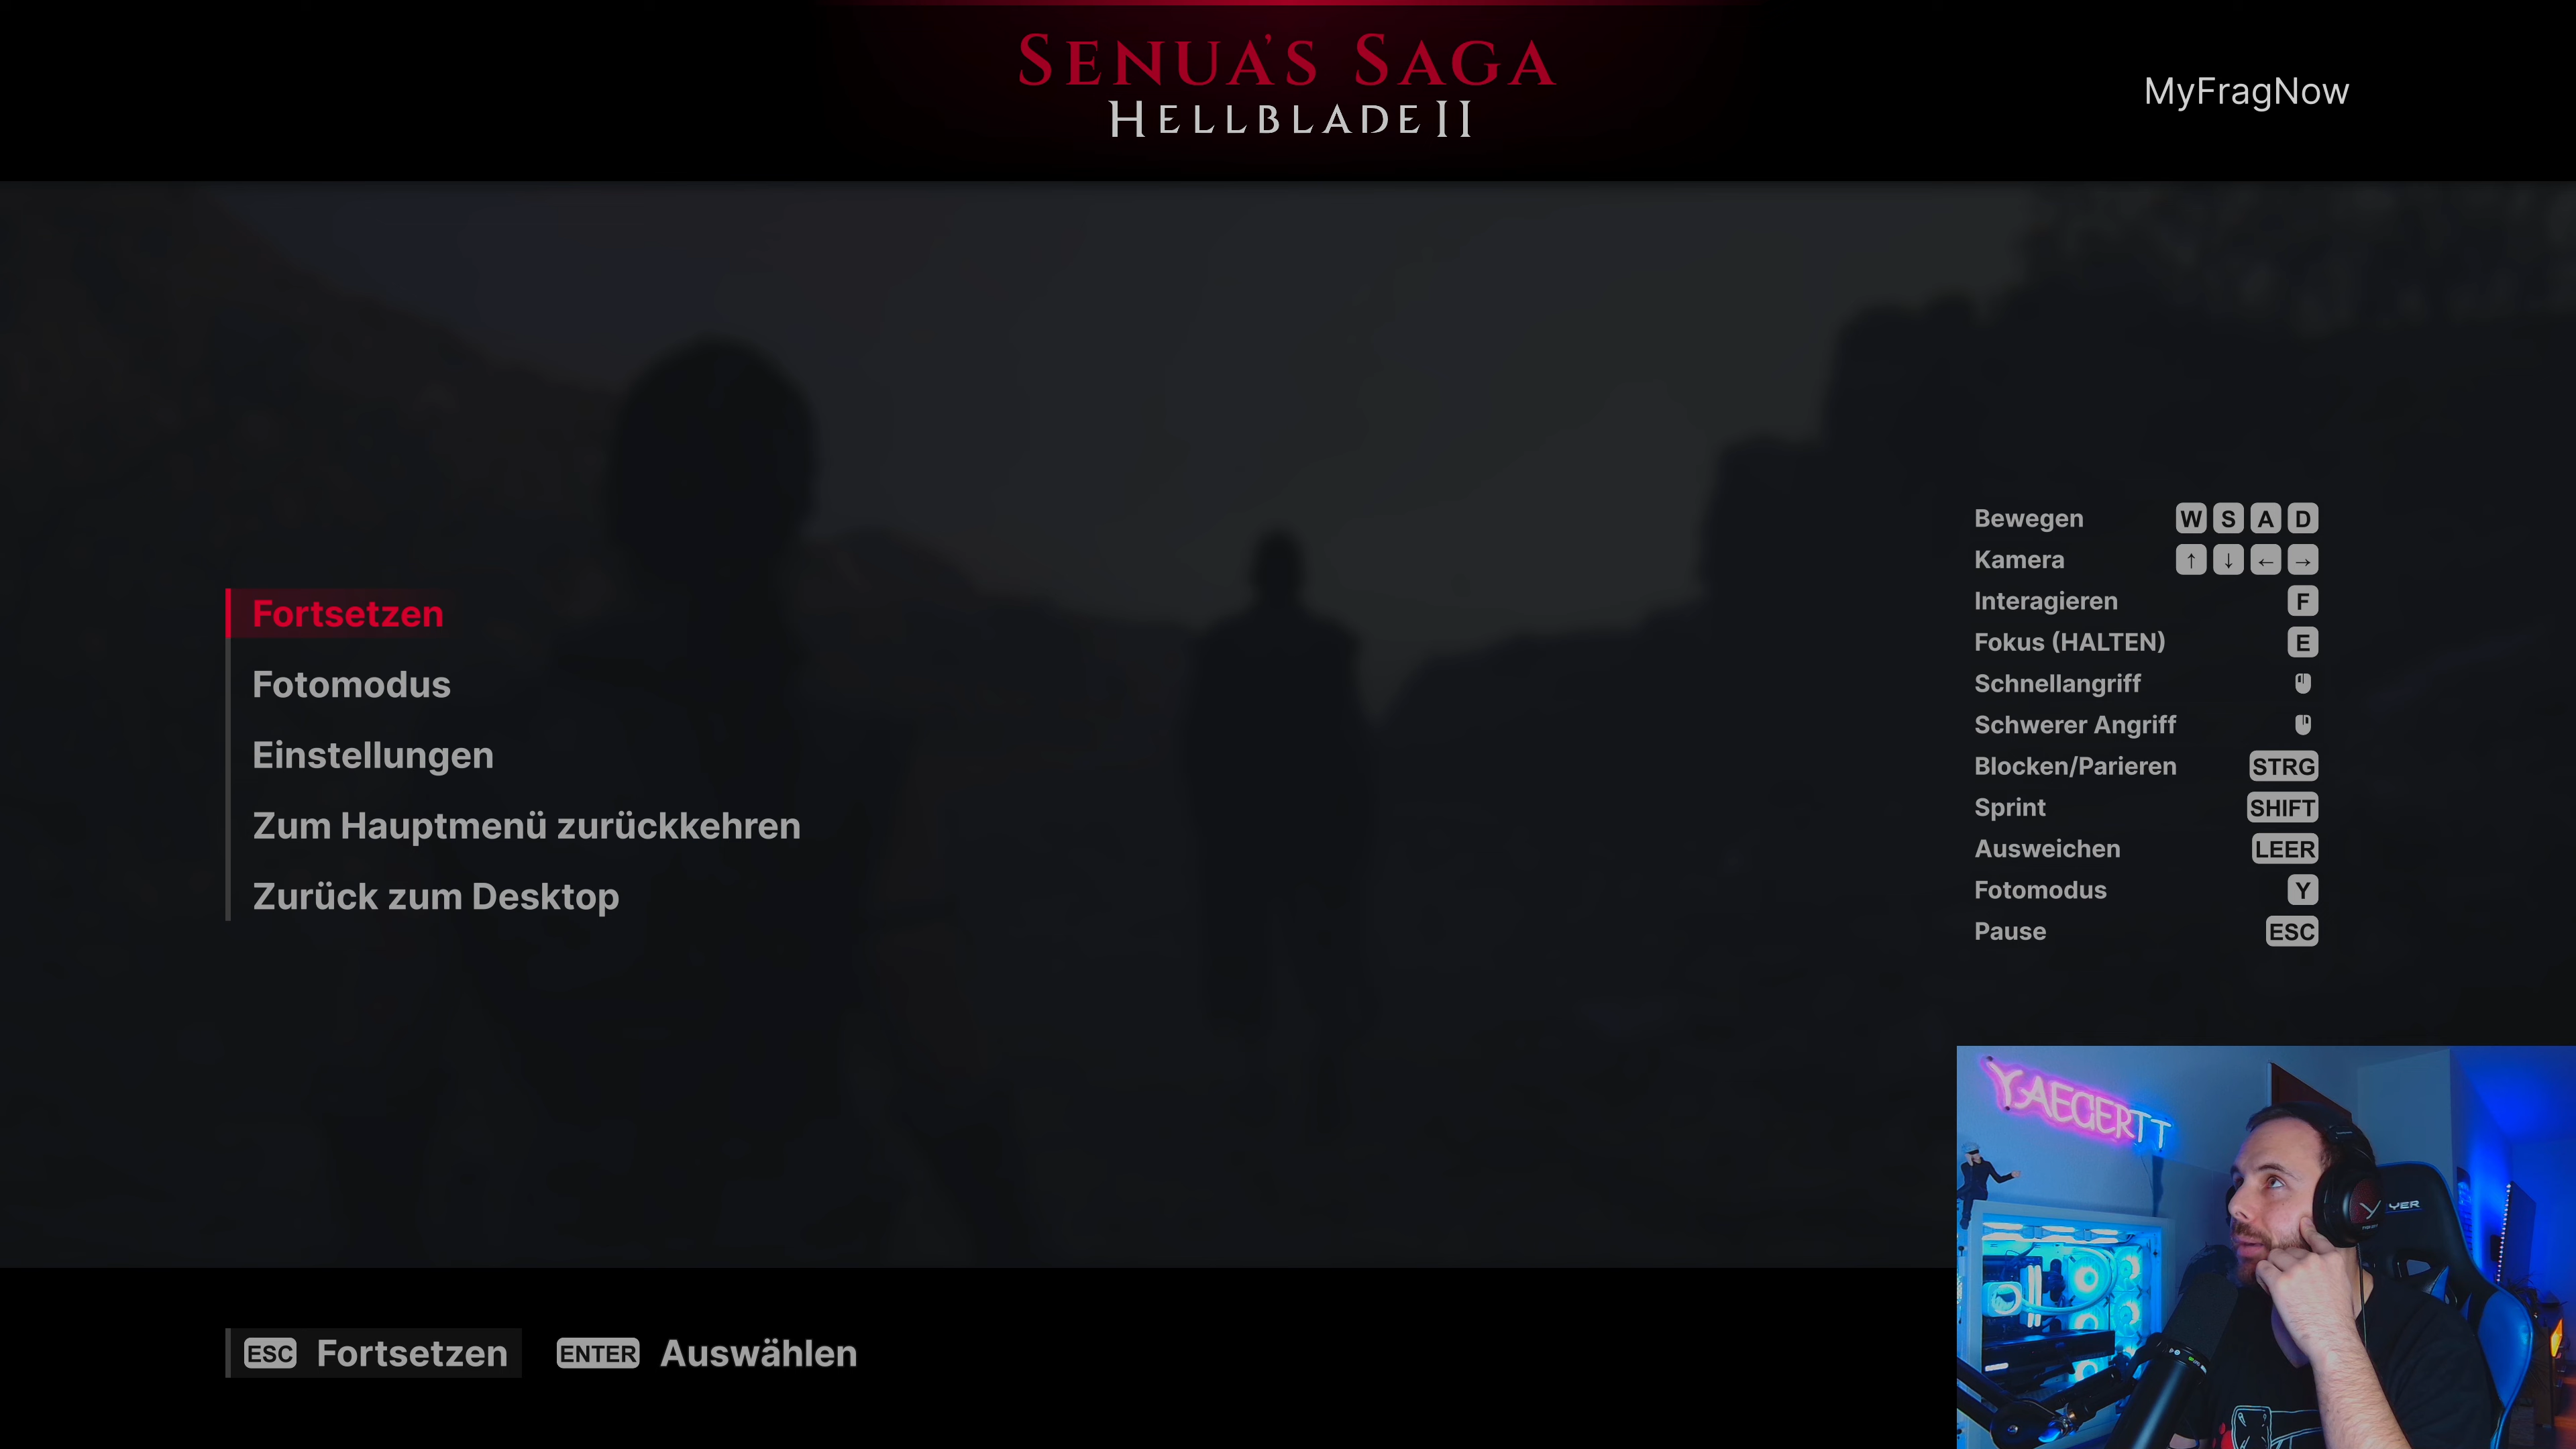 SENUA'S SAGA
HELLBLADE II
MyFragNow
Fortsetzen
Fotomodus
Einstellungen
Zum Hauptmenü zurückkehren
Zurück zum Desktop
Bewegen W S A D
Kamera ↑ ↓ ← →
Interagieren F
Fokus (HALTEN) E
Schnellangriff
Schwerer Angriff
Blocken/Parieren STRG
Sprint SHIFT
Ausweichen LEER
Fotomodus Y
Pause ESC
YAEGERTT
YER
ESC Fortsetzen ENTER Auswählen